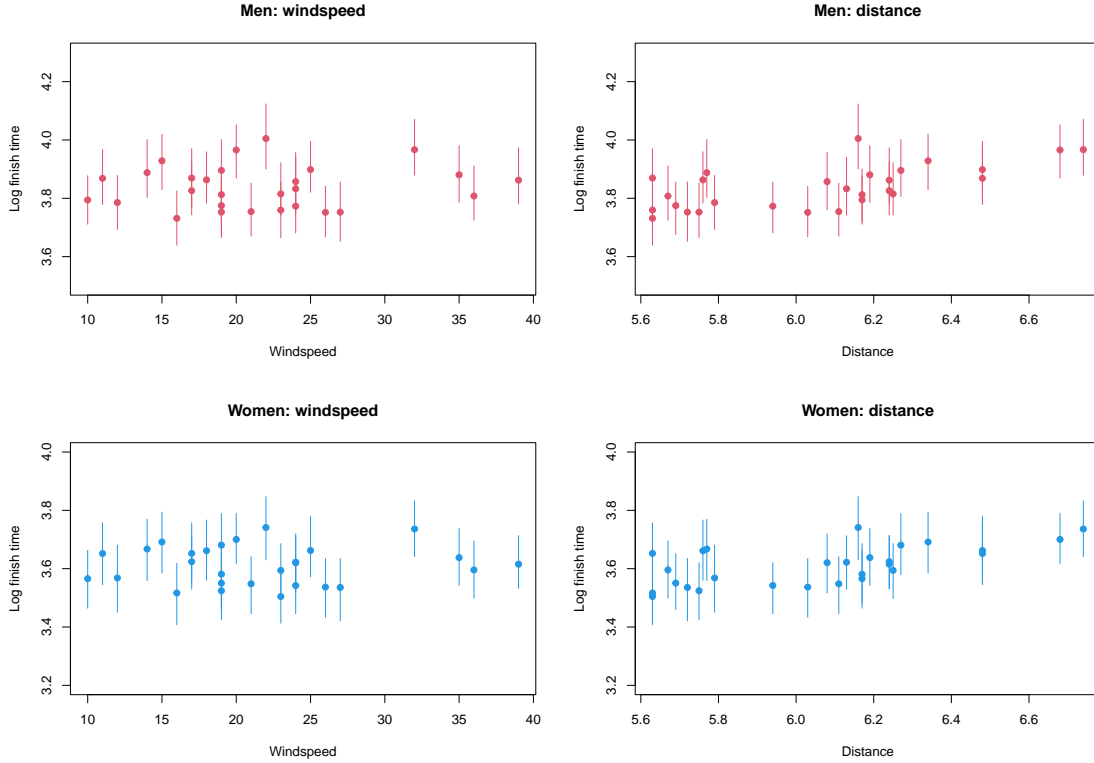 Men: windspeed
Log finish time
3.6 3.8 4.0 4.2
10 15 20 25 30 35 40
Windspeed
Men: distance
Log finish time
3.6 3.8 4.0 4.2
5.6 5.8 6.0 6.2 6.4 6.6
Distance
Women: windspeed
Log finish time
3.2 3.4 3.6 3.8 4.0
10 15 20 25 30 35 40
Windspeed
Women: distance
Log finish time
3.2 3.4 3.6 3.8 4.0
5.6 5.8 6.0 6.2 6.4 6.6
Distance